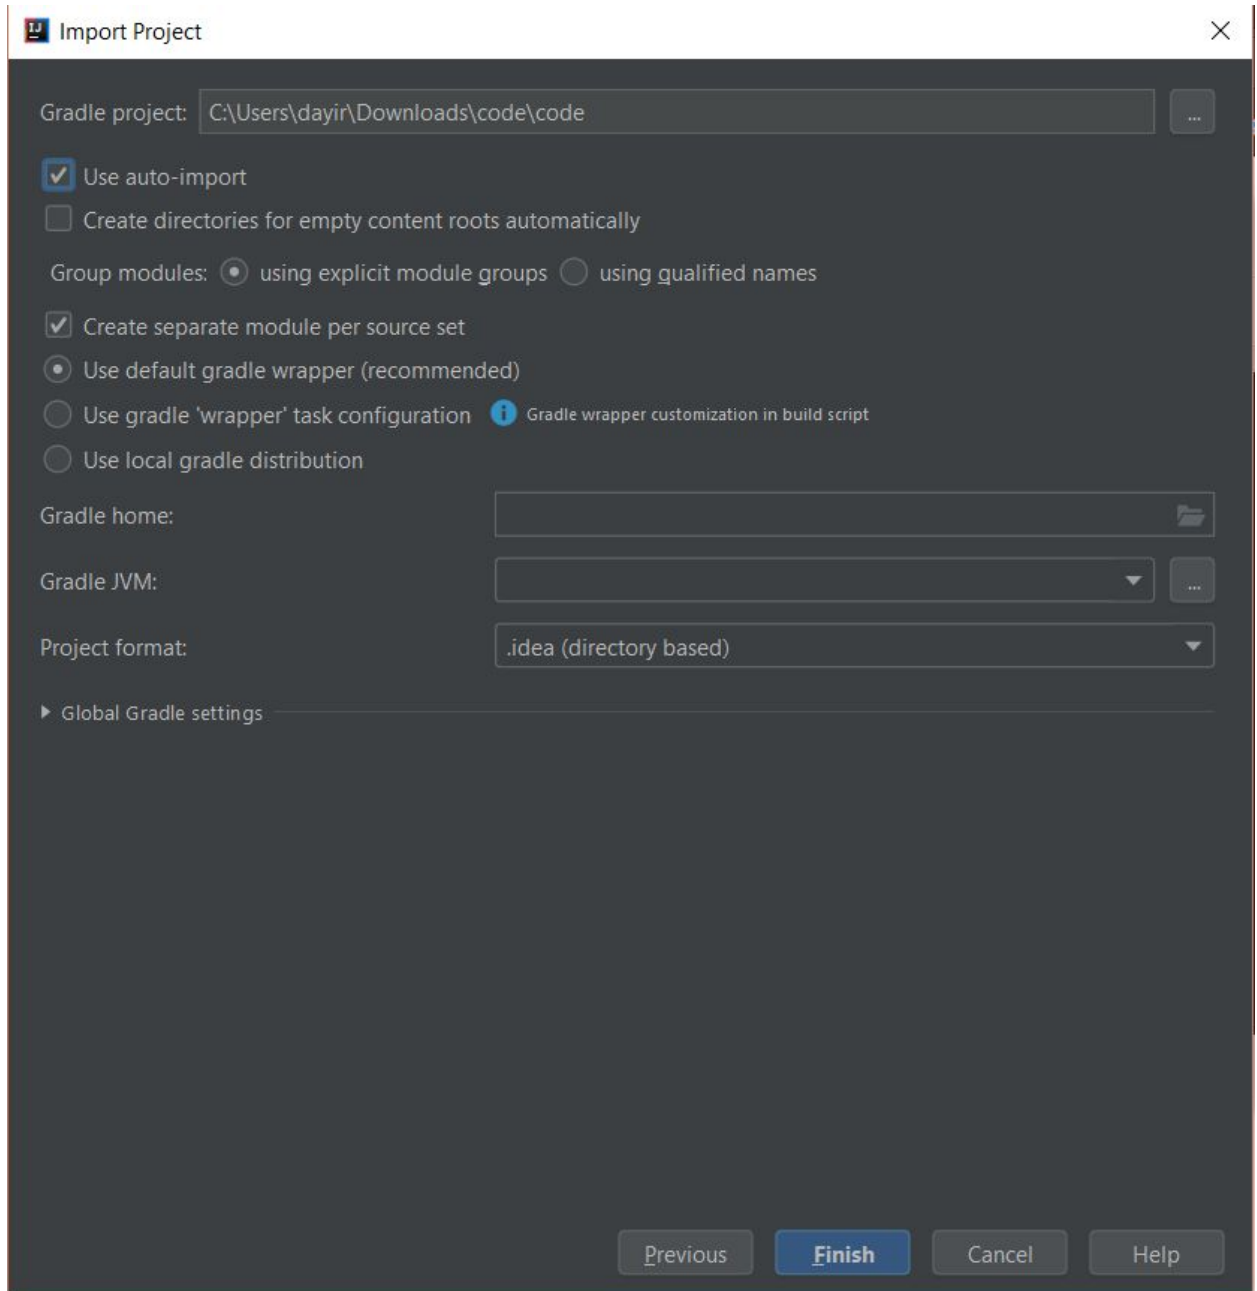 IJ Import Project
Gradle project: C:\Users\dayir\Downloads\code\code ...
Use auto-import
Create directories for empty content roots automatically
Group modules: using explicit module groups using qualified names
Create separate module per source set
Use default gradle wrapper (recommended)
Use gradle 'wrapper' task configuration i Gradle wrapper customization in build script
Use local gradle distribution
Gradle home:
Gradle JVM: ...
Project format: .idea (directory based)
Global Gradle settings
Previous Finish Cancel Help